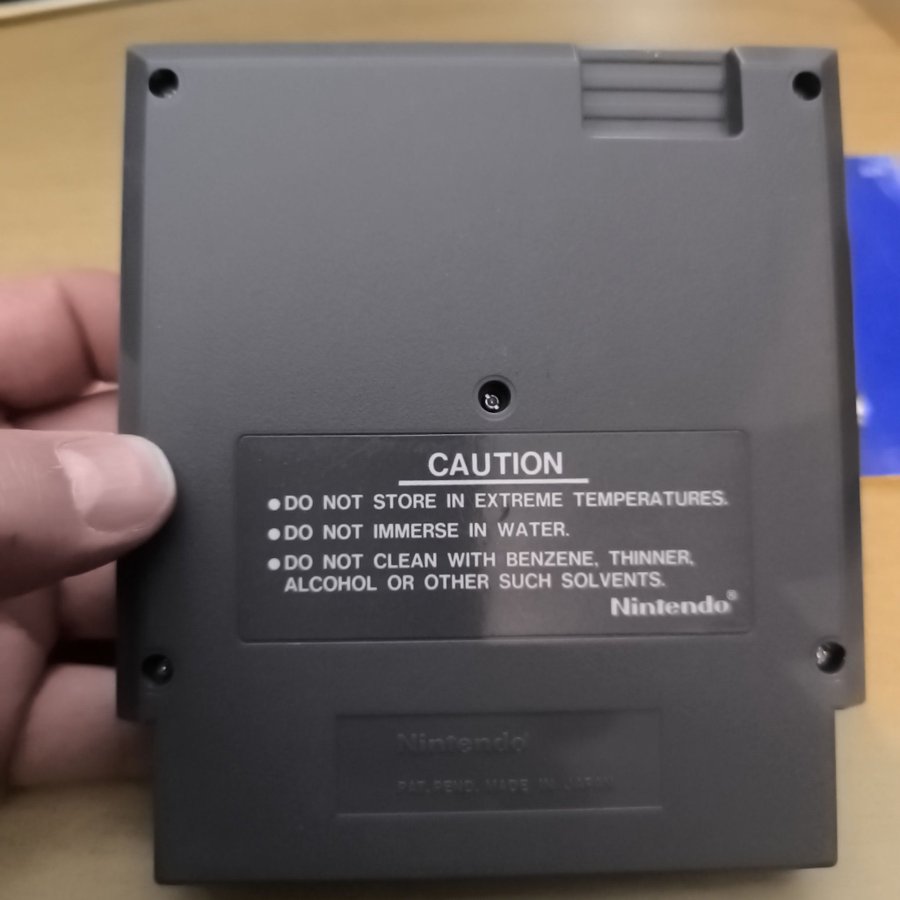 CAUTION
●DO NOT STORE IN EXTREME TEMPERATURES.
●DO NOT IMMERSE IN WATER.
●DO NOT CLEAN WITH BENZENE, THINNER,
ALCOHOL OR OTHER SUCH SOLVENTS.
Nintendo®
Nintendo
PAT. PEND. MADE IN JAPAN